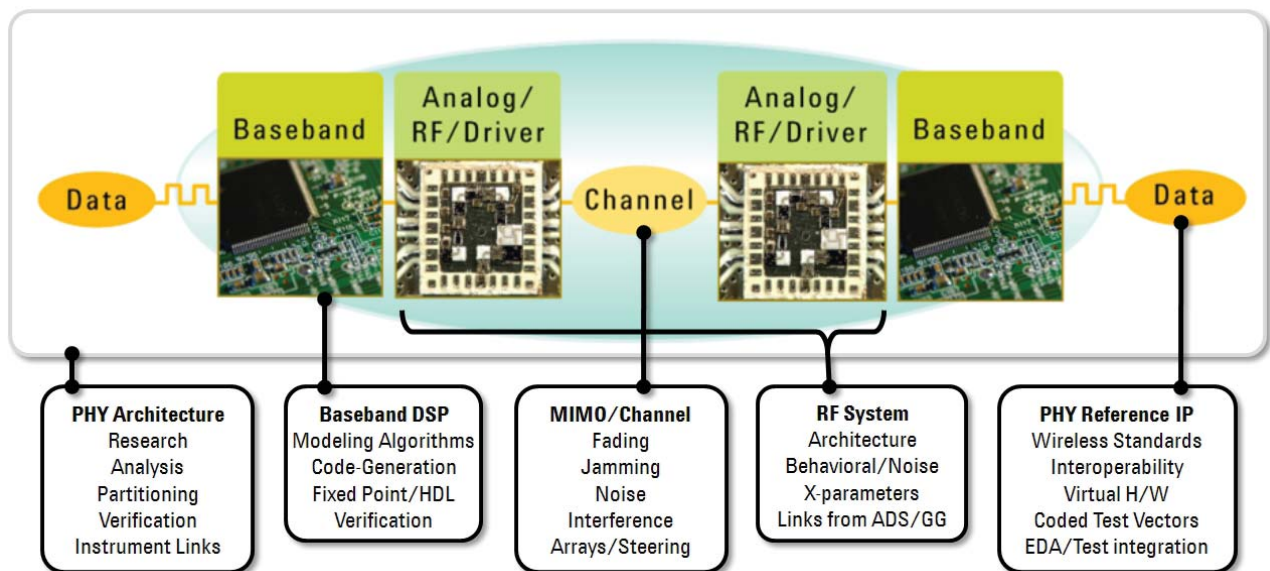 Baseband
Analog/
RF/Driver
Analog/
RF/Driver
Baseband
Data
Channel
Data
PHY Architecture
Research
Analysis
Partitioning
Verification
Instrument Links
Baseband DSP
Modeling Algorithms
Code-Generation
Fixed Point/HDL
Verification
MIMO/Channel
Fading
Jamming
Noise
Interference
Arrays/Steering
RF System
Architecture
Behavioral/Noise
X-parameters
Links from ADS/GG
PHY Reference IP
Wireless Standards
Interoperability
Virtual H/W
Coded Test Vectors
EDA/Test integration